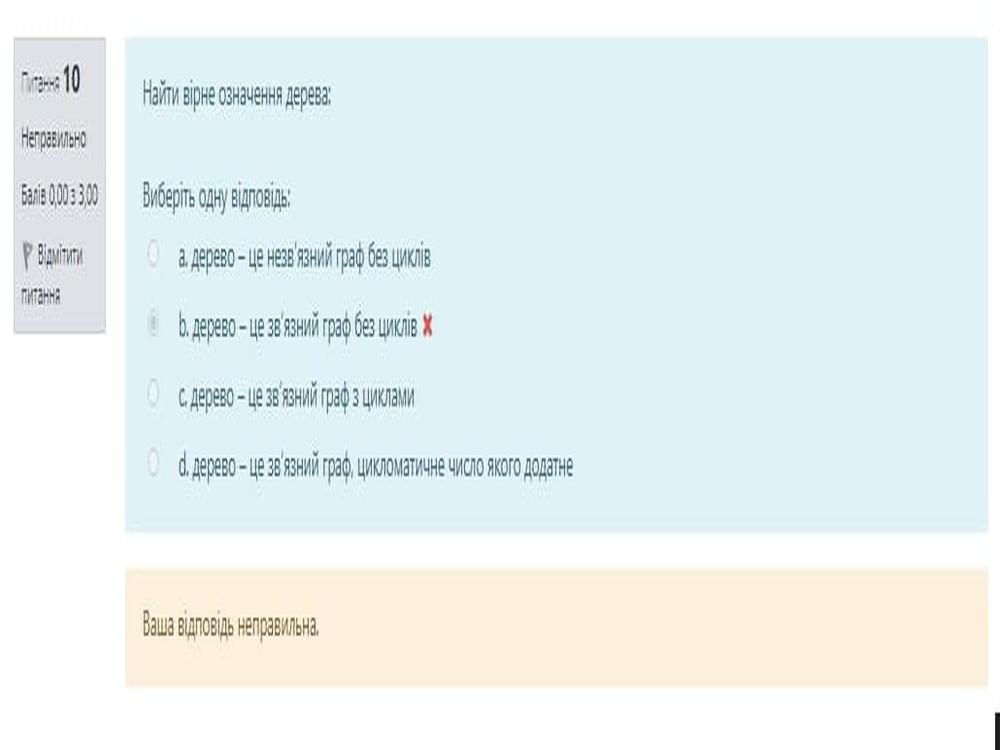 Питання 10
Неправильно
Балів 0,00 з 3,00
Відмітити
питання
Найти вірне означення дерева:
Виберіть одну відповідь:
a. дерево – це незв'язний граф без циклів
b. дерево – це зв'язний граф без циклів
c. дерево – це зв'язний граф з циклами
d. дерево – це зв'язний граф, цикломатичне число якого додатне
Ваша відповідь неправильна.